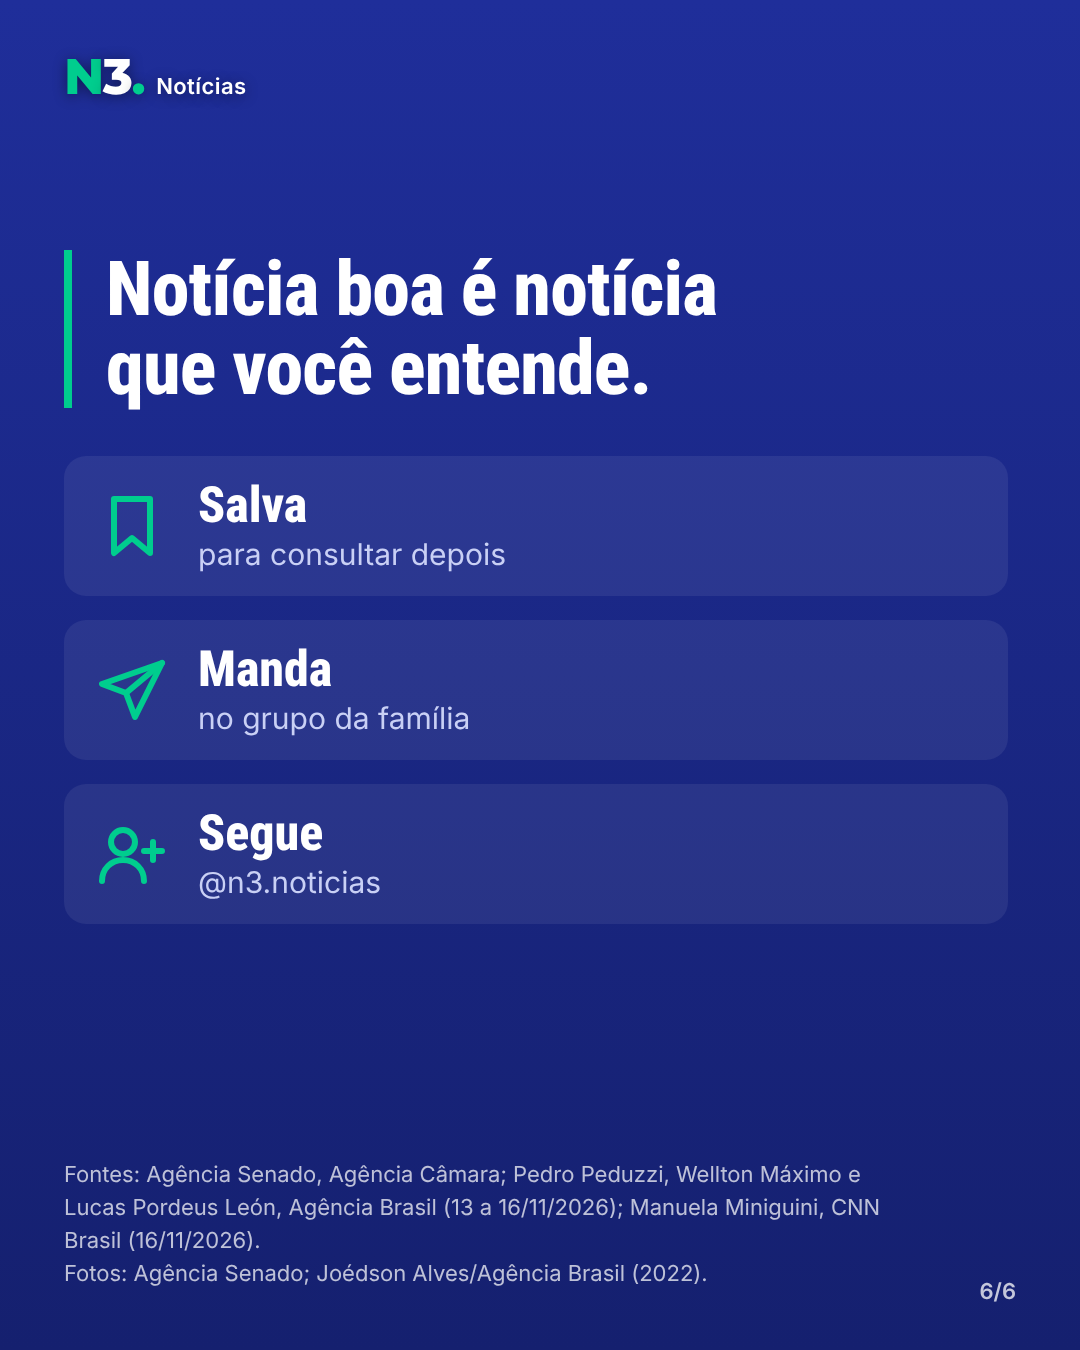 N3. Notícias
Notícia boa é notícia
que você entende.
Salva
para consultar depois
Manda
no grupo da família
Segue
@n3.noticias
Fontes: Agência Senado, Agência Câmara; Pedro Peduzzi, Wellton Máximo e
Lucas Pordeus León, Agência Brasil (13 a 16/11/2026); Manuela Miniguini, CNN
Brasil (16/11/2026).
Fotos: Agência Senado; Joédson Alves/Agência Brasil (2022).
6/6